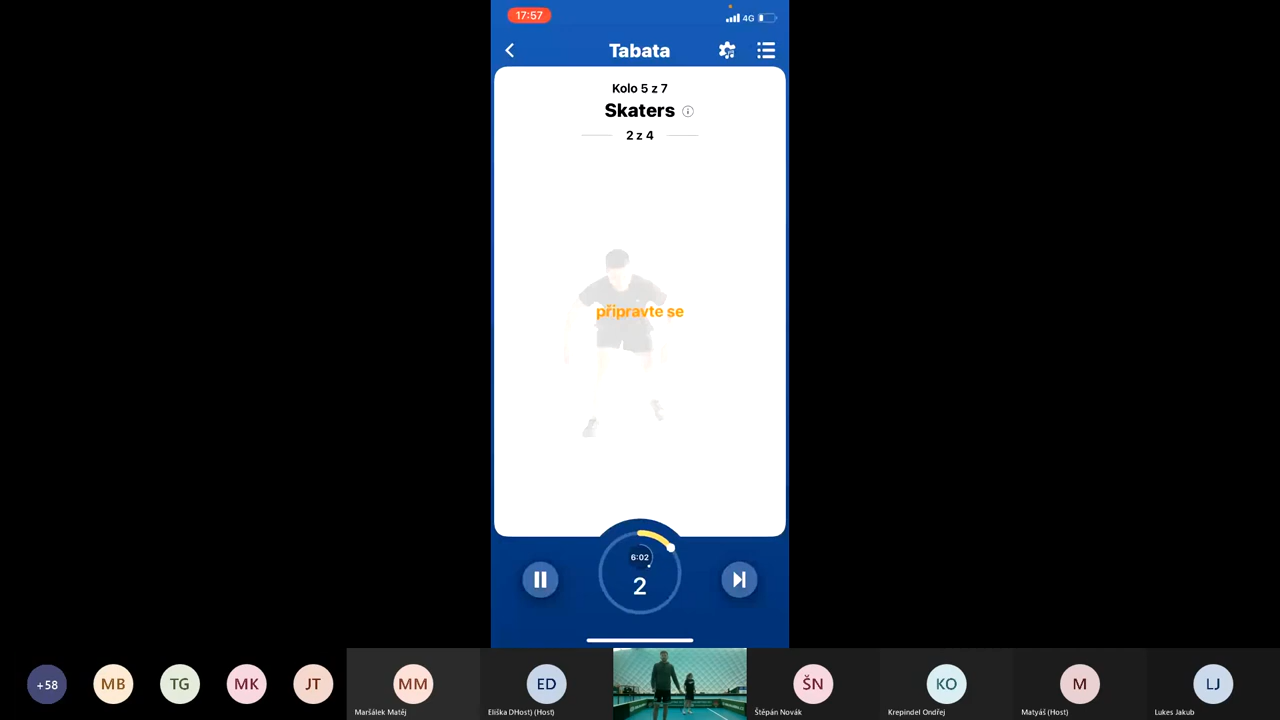 17:57
4G
Tabata
Kolo 5 z 7
Skaters
2 z 4
připravte se
6:02
2
+58
MB
TG
MK
JT
MM
ED
ŠN
KO
M
LJ
Maršálek Matěj
Eliška DHost) (Host)
Štěpán Novák
Krepindel Ondřej
Matyáš (Host)
Lukes Jakub